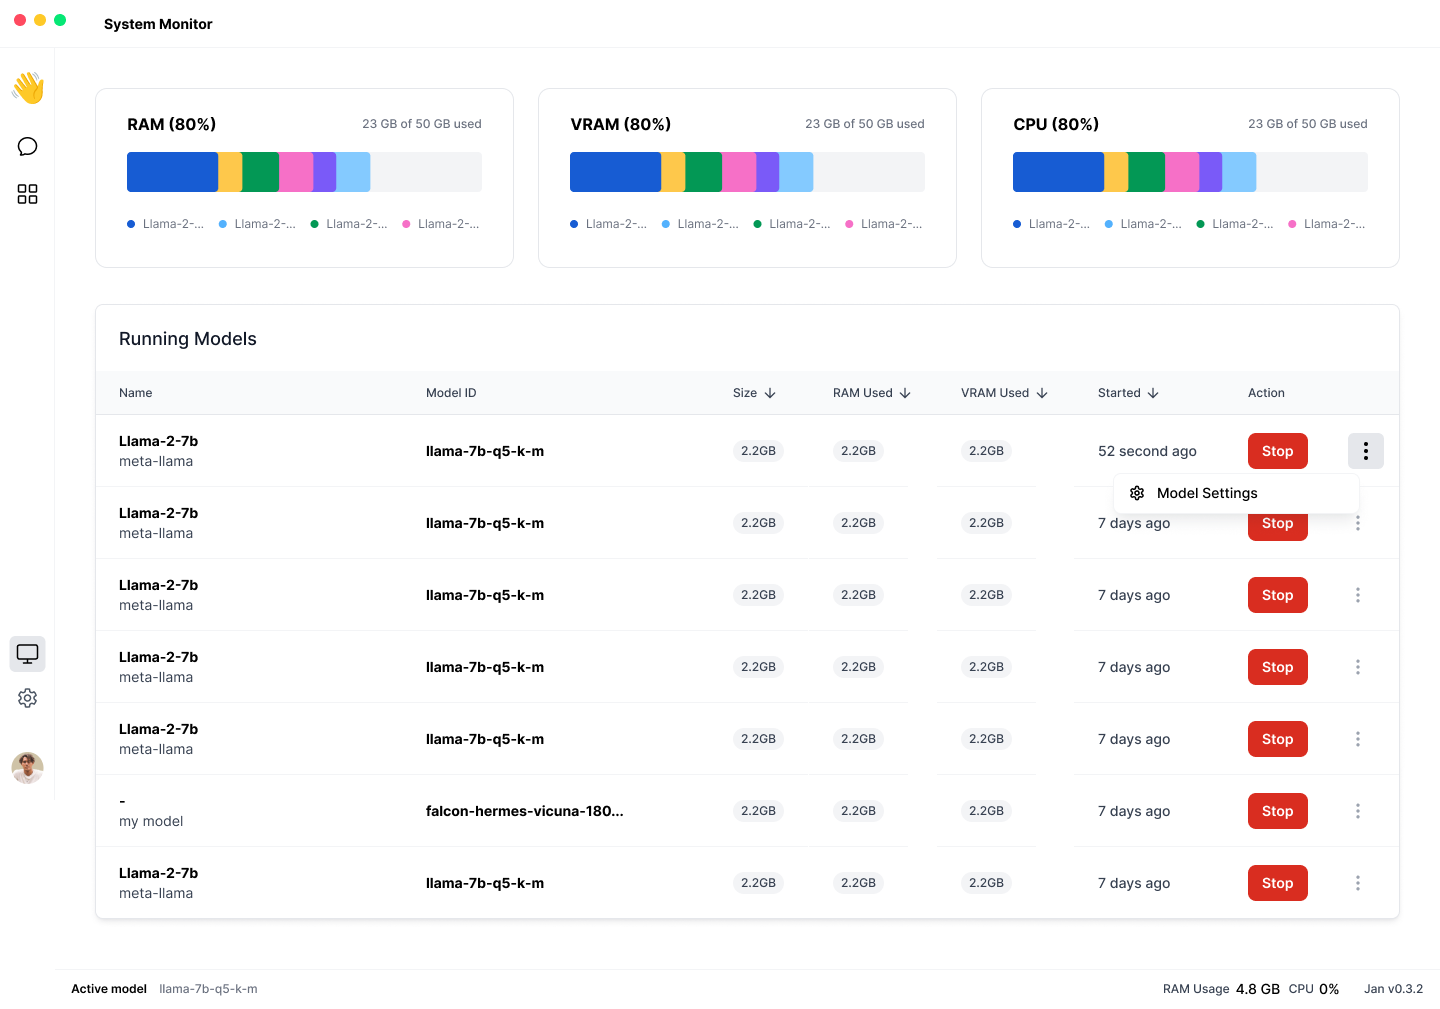 System Monitor
RAM (80%) 23 GB of 50 GB used
Llama-2-... Llama-2-... Llama-2-... Llama-2-...
VRAM (80%) 23 GB of 50 GB used
Llama-2-... Llama-2-... Llama-2-... Llama-2-...
CPU (80%) 23 GB of 50 GB used
Llama-2-... Llama-2-... Llama-2-... Llama-2-...
Running Models
Name Model ID Size RAM Used VRAM Used Started Action
Llama-2-7b
meta-llama
llama-7b-q5-k-m 2.2GB 2.2GB 2.2GB 52 second ago Stop
Model Settings
Llama-2-7b
meta-llama
llama-7b-q5-k-m 2.2GB 2.2GB 2.2GB 7 days ago Stop
Llama-2-7b
meta-llama
llama-7b-q5-k-m 2.2GB 2.2GB 2.2GB 7 days ago Stop
Llama-2-7b
meta-llama
llama-7b-q5-k-m 2.2GB 2.2GB 2.2GB 7 days ago Stop
Llama-2-7b
meta-llama
llama-7b-q5-k-m 2.2GB 2.2GB 2.2GB 7 days ago Stop
-
my model
falcon-hermes-vicuna-180... 2.2GB 2.2GB 2.2GB 7 days ago Stop
Llama-2-7b
meta-llama
llama-7b-q5-k-m 2.2GB 2.2GB 2.2GB 7 days ago Stop
Active model llama-7b-q5-k-m RAM Usage 4.8 GB CPU 0% Jan v0.3.2